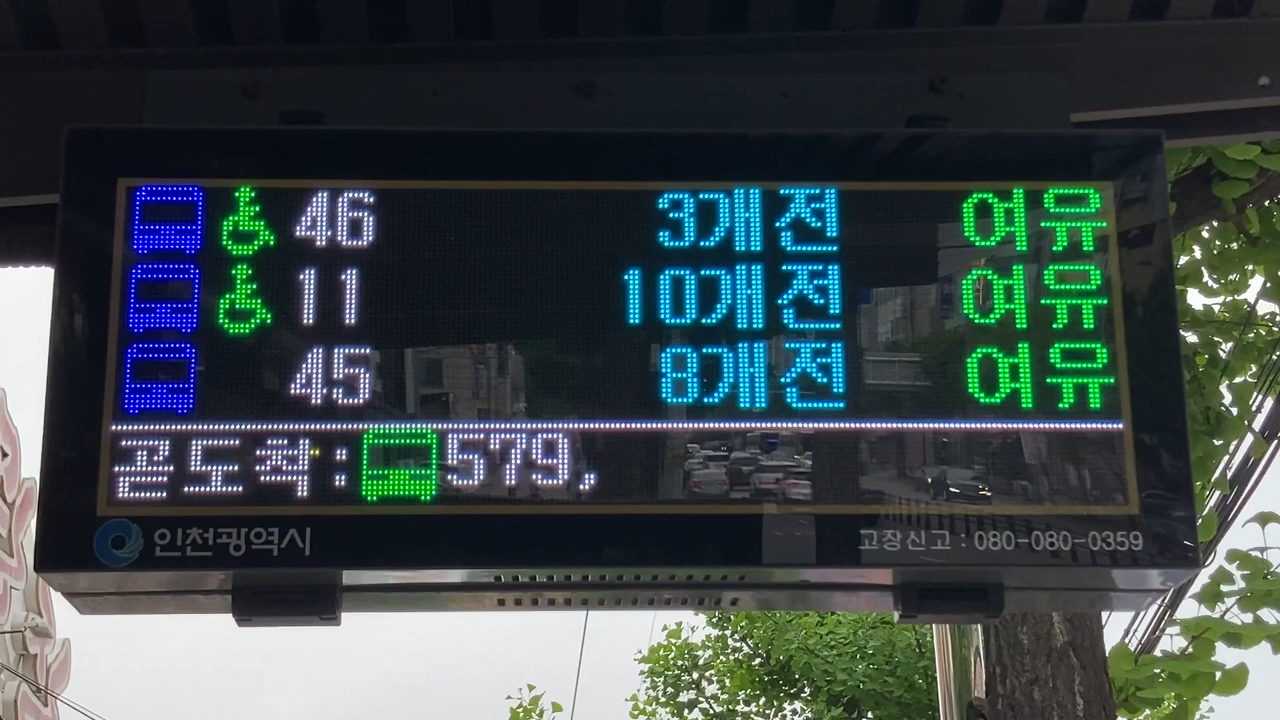 46 3개전 여유
11 10개전 여유
45 8개전 여유
곧도착: 579,
인천광역시 고장신고 : 080-080-0359